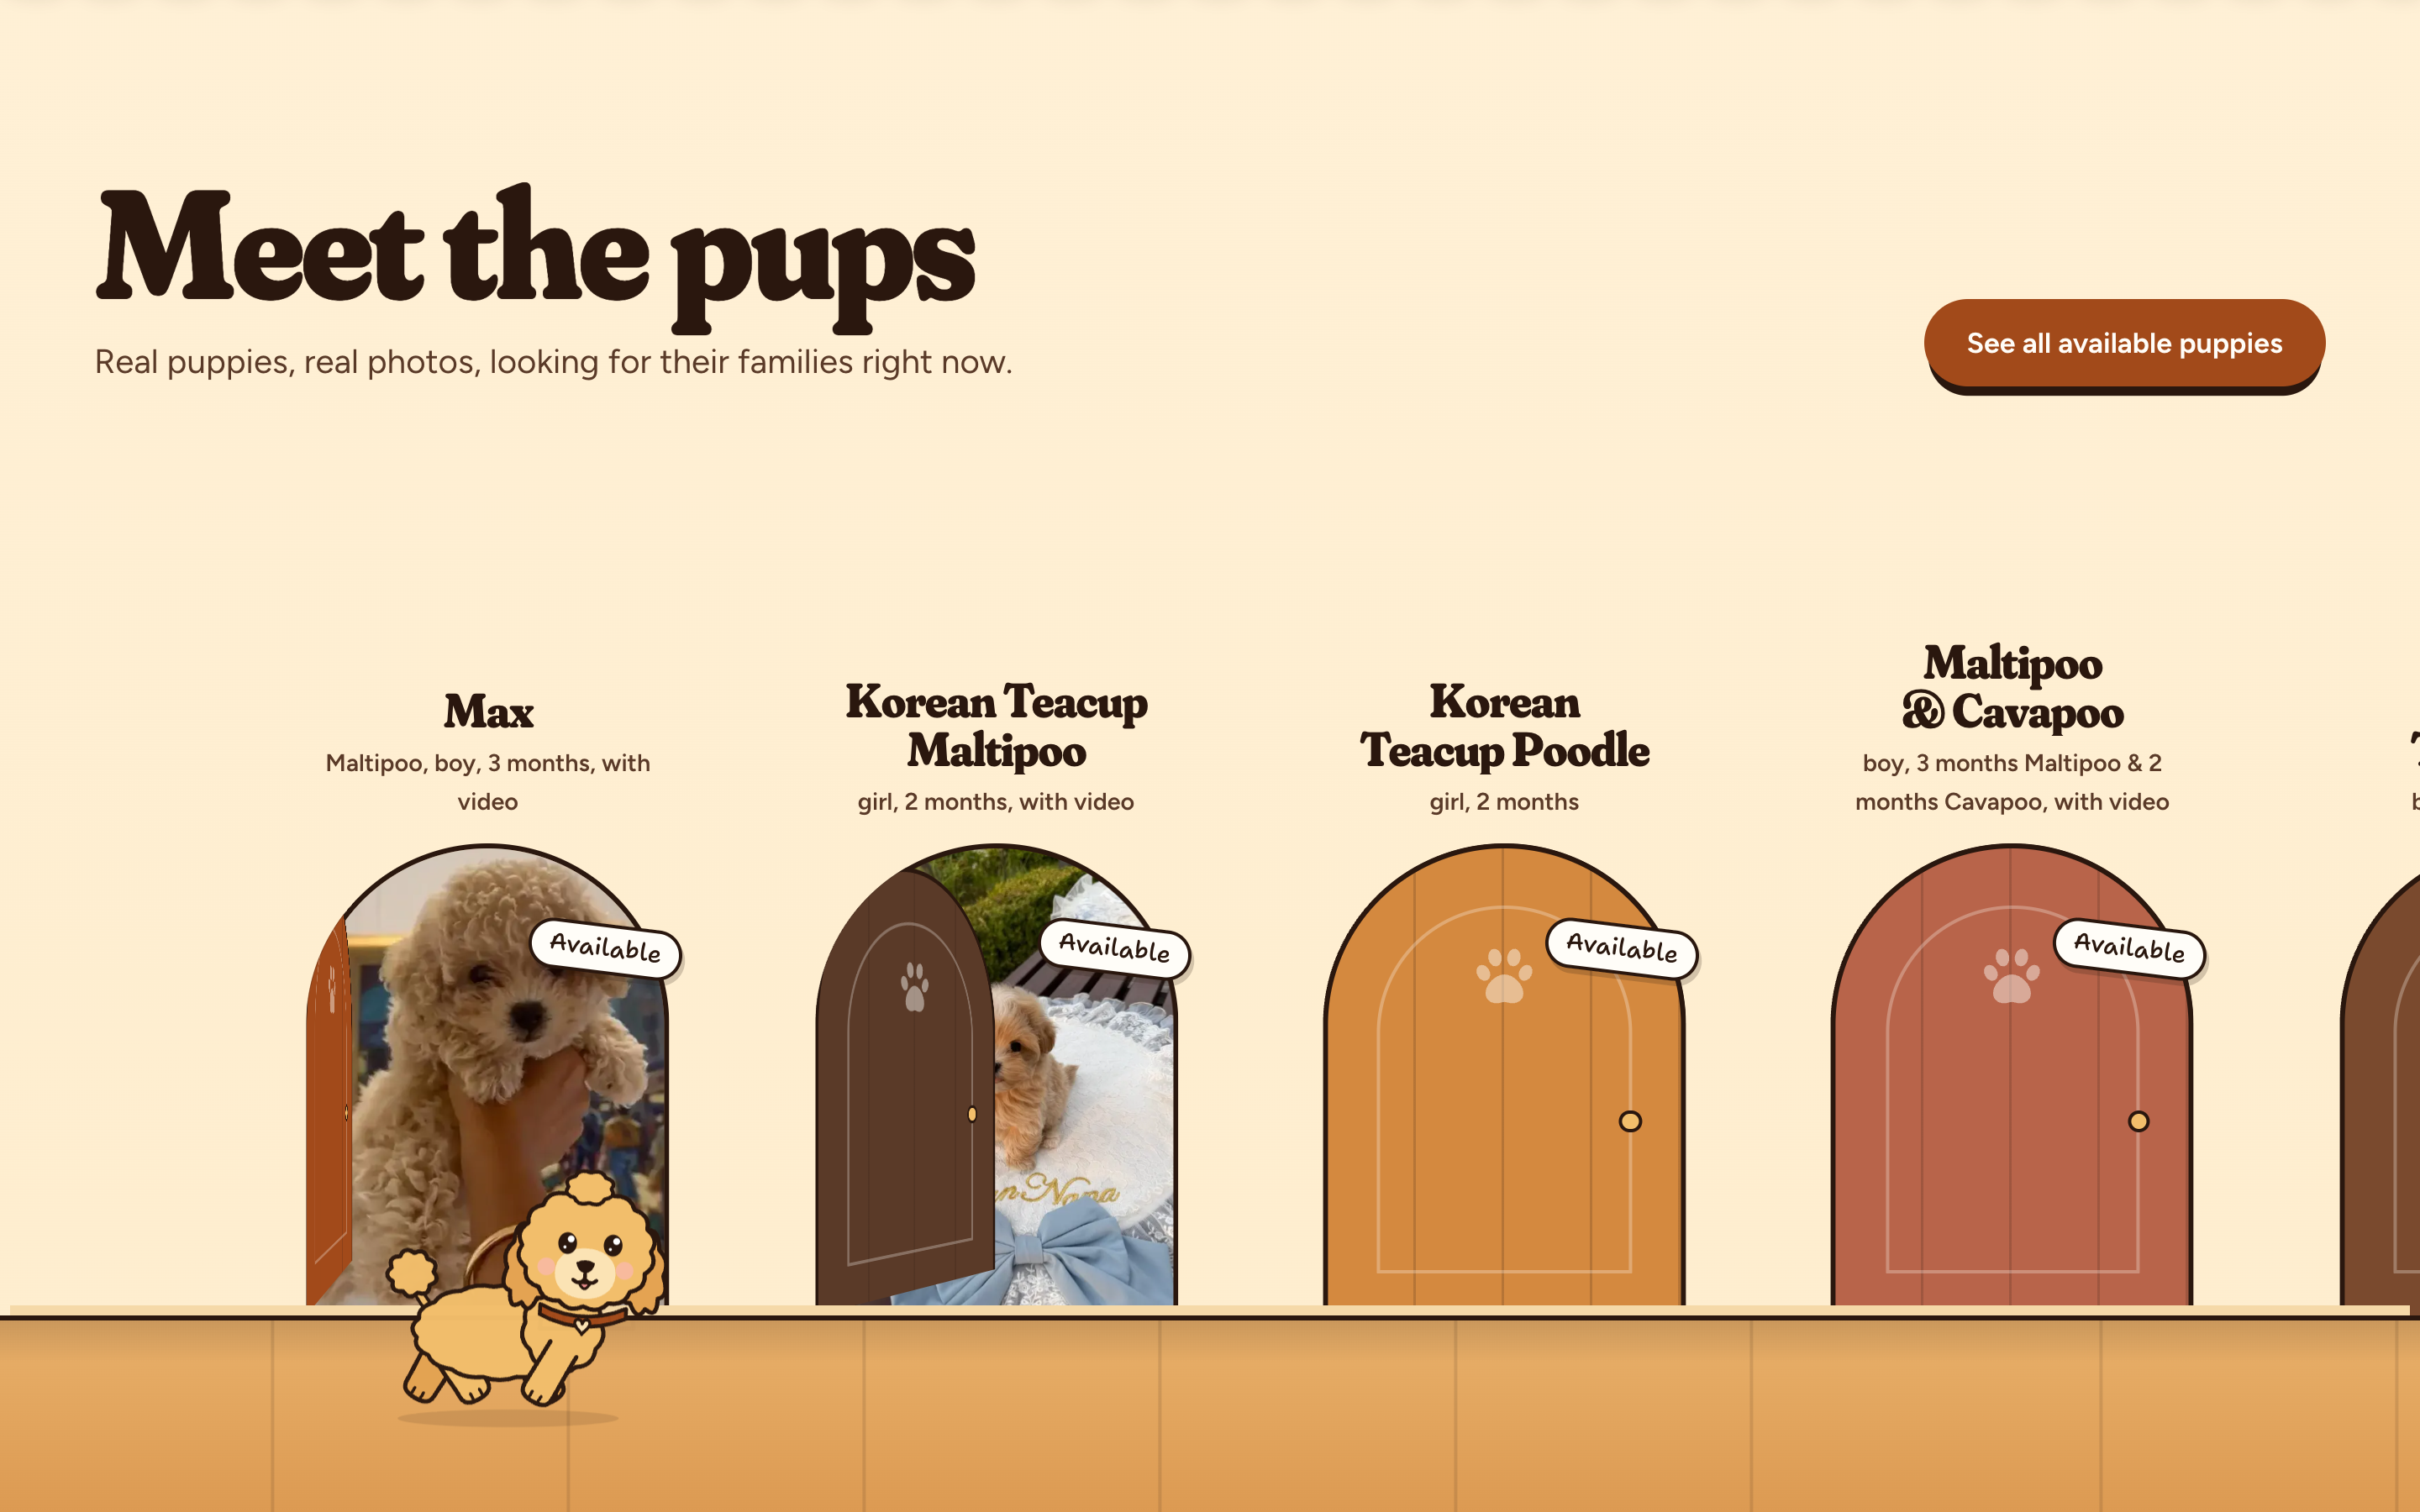 Meet the pups
Real puppies, real photos, looking for their families right now.
See all available puppies
Max
Maltipoo, boy, 3 months, with
video
Available
Korean Teacup
Maltipoo
girl, 2 months, with video
Available
Korean
Teacup Poodle
girl, 2 months
Available
Maltipoo
& Cavapoo
boy, 3 months Maltipoo & 2
months Cavapoo, with video
Available